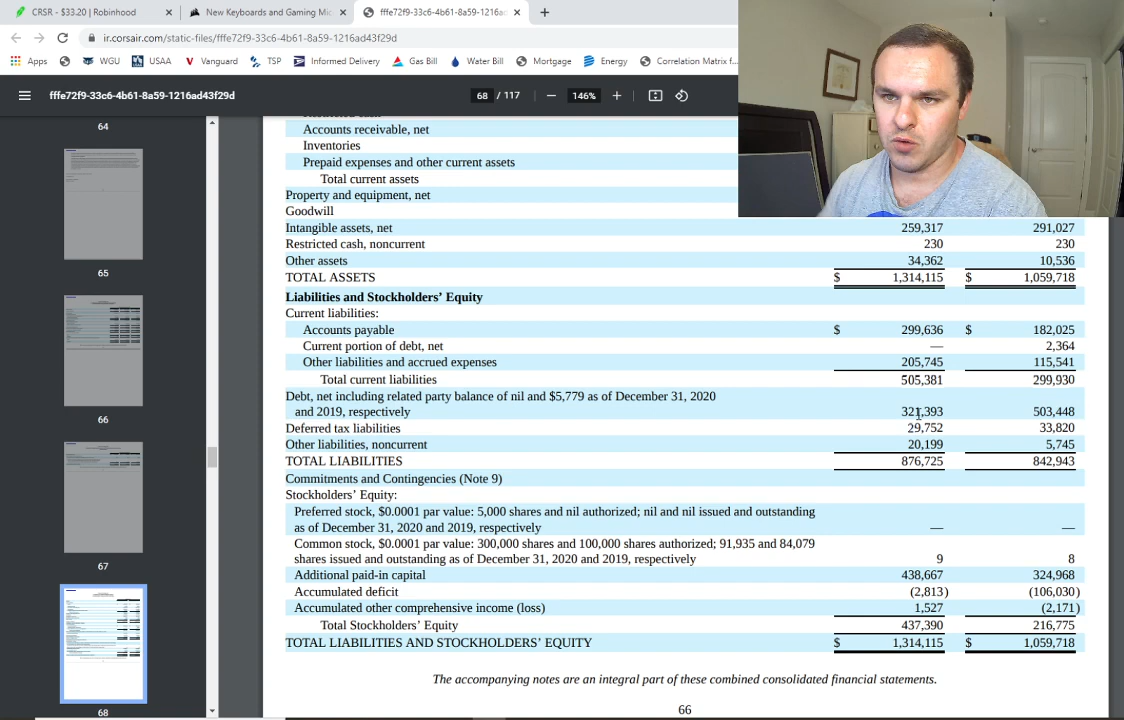 CRSR - $33.20 | Robinhood
New Keyboards and Gaming Mic
fffe72f9-33c6-4b61-8a59-1216a
ir.corsair.com/static-files/fffe72f9-33c6-4b61-8a59-1216ad43f29d
Apps WGU USAA Vanguard TSP Informed Delivery Gas Bill Water Bill Mortgage Energy Correlation Matrix f...
fffe72f9-33c6-4b61-8a59-1216ad43f29d 68 / 117 146%
64
65
66
67
68
Accounts receivable, net
Inventories
Prepaid expenses and other current assets
Total current assets
Property and equipment, net
Goodwill
Intangible assets, net 259,317 291,027
Restricted cash, noncurrent 230 230
Other assets 34,362 10,536
TOTAL ASSETS $ 1,314,115 $ 1,059,718
Liabilities and Stockholders' Equity
Current liabilities:
Accounts payable $ 299,636 $ 182,025
Current portion of debt, net — 2,364
Other liabilities and accrued expenses 205,745 115,541
Total current liabilities 505,381 299,930
Debt, net including related party balance of nil and $5,779 as of December 31, 2020
and 2019, respectively 321,393 503,448
Deferred tax liabilities 29,752 33,820
Other liabilities, noncurrent 20,199 5,745
TOTAL LIABILITIES 876,725 842,943
Commitments and Contingencies (Note 9)
Stockholders' Equity:
Preferred stock, $0.0001 par value: 5,000 shares and nil authorized; nil and nil issued and outstanding
as of December 31, 2020 and 2019, respectively — —
Common stock, $0.0001 par value: 300,000 shares and 100,000 shares authorized; 91,935 and 84,079
shares issued and outstanding as of December 31, 2020 and 2019, respectively 9 8
Additional paid-in capital 438,667 324,968
Accumulated deficit (2,813) (106,030)
Accumulated other comprehensive income (loss) 1,527 (2,171)
Total Stockholders' Equity 437,390 216,775
TOTAL LIABILITIES AND STOCKHOLDERS' EQUITY $ 1,314,115 $ 1,059,718
The accompanying notes are an integral part of these combined consolidated financial statements.
66